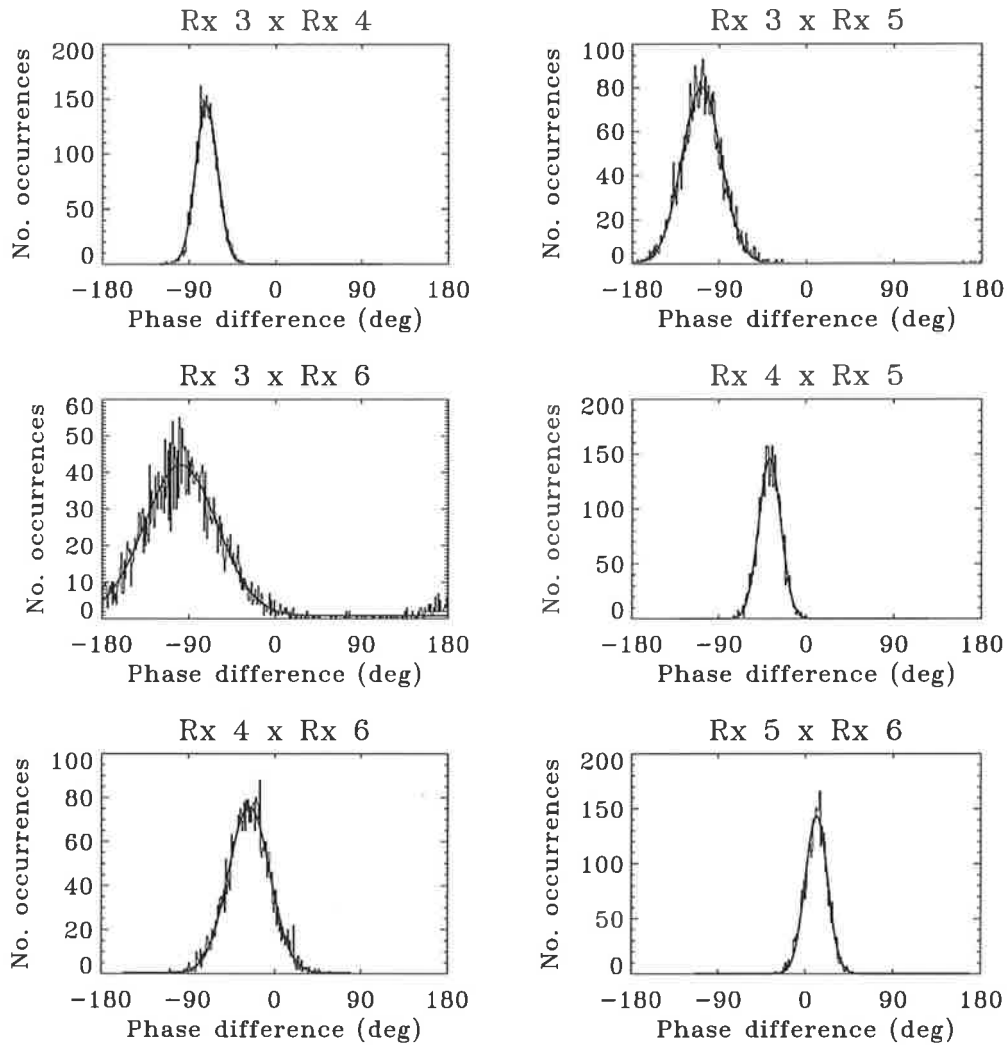 Rx 3 x Rx 4
200
150
100
50
0
No. occurrences
-180 -90 0 90 180
Phase difference (deg)
Rx 3 x Rx 5
100
80
60
40
20
0
No. occurrences
-180 -90 0 90 180
Phase difference (deg)
Rx 3 x Rx 6
60
50
40
30
20
10
0
No. occurrences
-180 -90 0 90 180
Phase difference (deg)
Rx 4 x Rx 5
200
150
100
50
0
No. occurrences
-180 -90 0 90 180
Phase difference (deg)
Rx 4 x Rx 6
100
80
60
40
20
0
No. occurrences
-180 -90 0 90 180
Phase difference (deg)
Rx 5 x Rx 6
200
150
100
50
0
No. occurrences
-180 -90 0 90 180
Phase difference (deg)